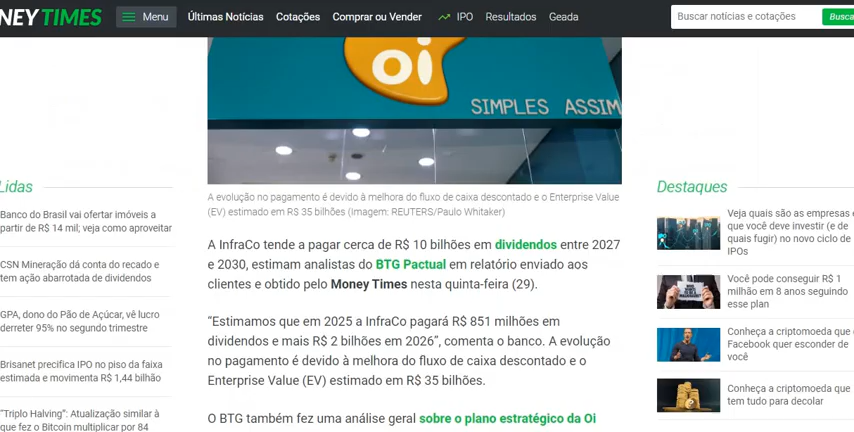 NEY TIMES
Menu
Últimas Notícias
Cotações
Comprar ou Vender
IPO
Resultados
Geada
Buscar notícias e cotações
Busca
oi
SIMPLES ASSIM
Lidas
Banco do Brasil vai ofertar imóveis a
partir de R$ 14 mil; veja como aproveitar
CSN Mineração dá conta do recado e
tem ação abarrotada de dividendos
GPA, dono do Pão de Açúcar, vê lucro
derreter 95% no segundo trimestre
Brisanet precifica IPO no piso da faixa
estimada e movimenta R$ 1,44 bilhão
“Triplo Halving”: Atualização similar à
que fez o Bitcoin multiplicar por 84
A evolução no pagamento é devido à melhora do fluxo de caixa descontado e o Enterprise Value
(EV) estimado em R$ 35 bilhões (Imagem: REUTERS/Paulo Whitaker)
A InfraCo tende a pagar cerca de R$ 10 bilhões em dividendos entre 2027
e 2030, estimam analistas do BTG Pactual em relatório enviado aos
clientes e obtido pelo Money Times nesta quinta-feira (29).
“Estimamos que em 2025 a InfraCo pagará R$ 851 milhões em
dividendos e mais R$ 2 bilhões em 2026”, comenta o banco. A evolução
no pagamento é devido à melhora do fluxo de caixa descontado e o
Enterprise Value (EV) estimado em R$ 35 bilhões.
O BTG também fez uma análise geral sobre o plano estratégico da Oi
Destaques
Veja quais são as empresas e
que você deve investir (e de
quais fugir) no novo ciclo de
IPOs
Você pode conseguir R$ 1
milhão em 8 anos seguindo
esse plan
Conheça a criptomoeda que o
Facebook quer esconder de
você
Conheça a criptomoeda que
tem tudo para decolar